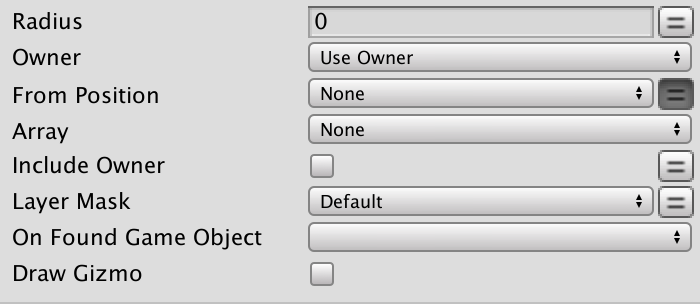 Radius 0
Owner Use Owner
From Position None
Array None
Include Owner
Layer Mask Default
On Found Game Object
Draw Gizmo